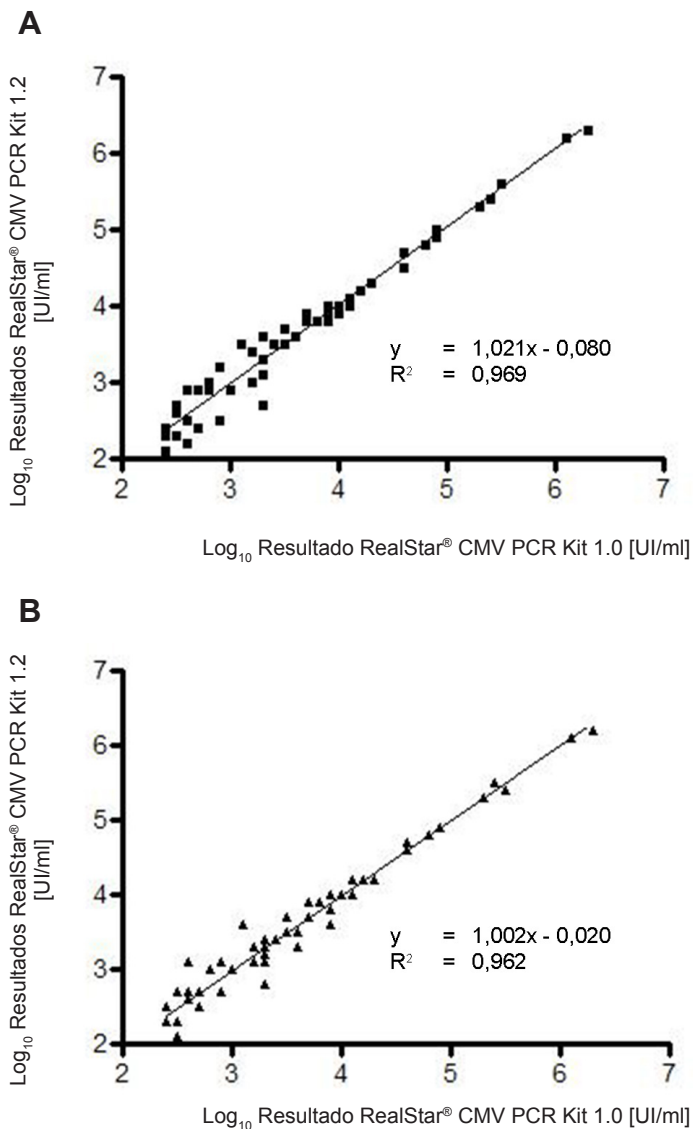 A
Log₁₀ Resultados RealStar® CMV PCR Kit 1.2
[UI/ml]
7
6
5
4
3
2
y = 1,021x - 0,080
R² = 0,969
2 3 4 5 6 7
Log₁₀ Resultado RealStar® CMV PCR Kit 1.0 [UI/ml]
B
Log₁₀ Resultados RealStar® CMV PCR Kit 1.2
[UI/ml]
7
6
5
4
3
2
y = 1,002x - 0,020
R² = 0,962
2 3 4 5 6 7
Log₁₀ Resultado RealStar® CMV PCR Kit 1.0 [UI/ml]